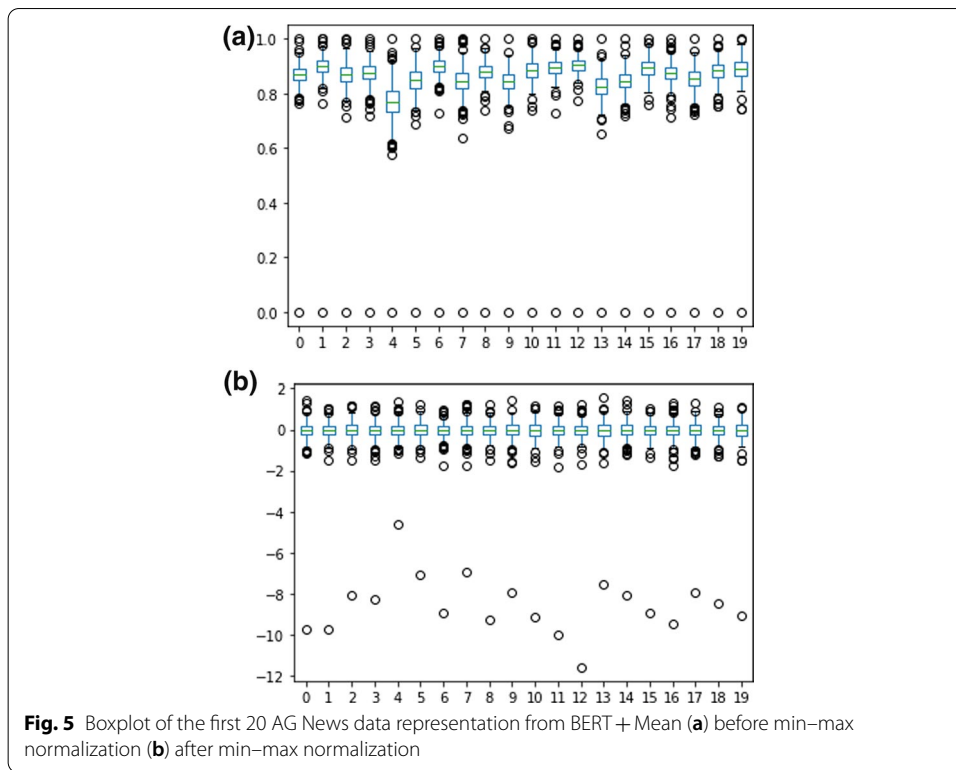 (a)
1.0
0.8
0.6
0.4
0.2
0.0
0 1 2 3 4 5 6 7 8 9 10 11 12 13 14 15 16 17 18 19
(b)
2
0
−2
−4
−6
−8
−10
−12
0 1 2 3 4 5 6 7 8 9 10 11 12 13 14 15 16 17 18 19
Fig. 5 Boxplot of the first 20 AG News data representation from BERT + Mean (a) before min–max
normalization (b) after min–max normalization